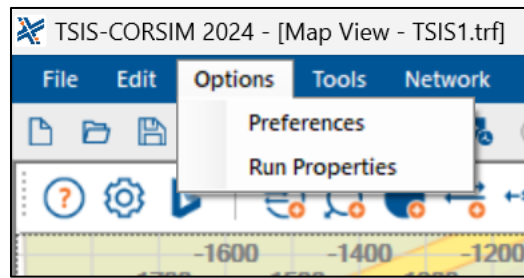 TSIS-CORSIM 2024 - [Map View - TSIS1.trf]
File Edit Options Tools Network
Preferences
Run Properties
?
-1600 -1400 -1200